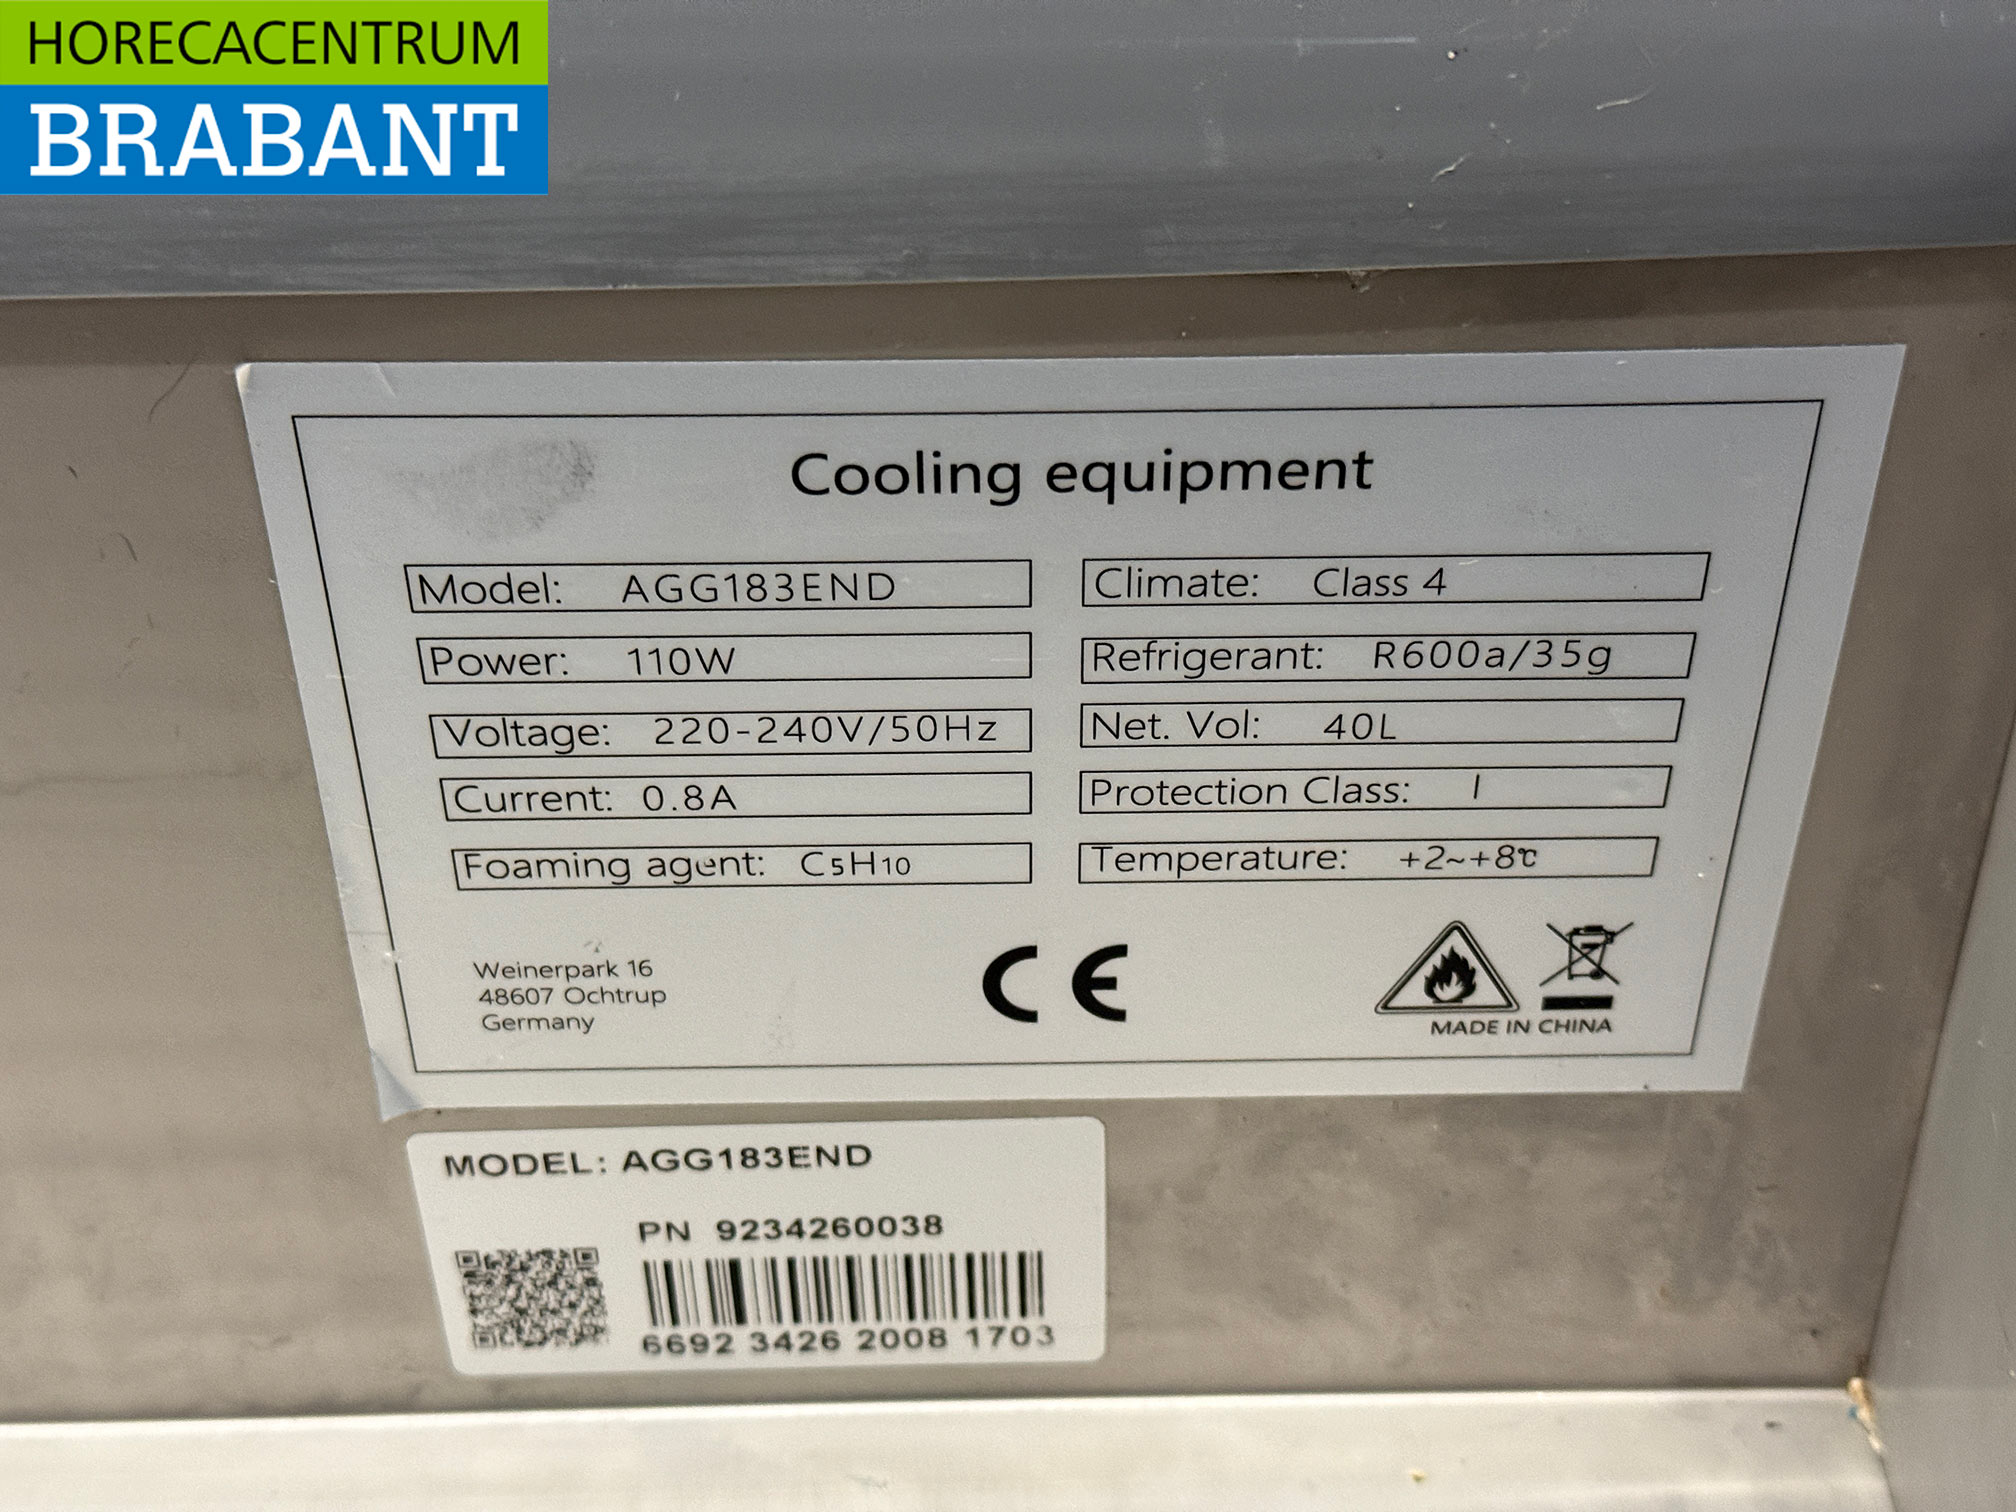 HORECACENTRUM
BRABANT
Cooling equipment
Model: AGG183END
Climate: Class 4
Power: 110W
Refrigerant: R600a/35g
Voltage: 220-240V/50Hz
Net. Vol: 40L
Current: 0.8A
Protection Class: I
Foaming agent: C5H10
Temperature: +2~+8℃
Weinerpark 16
48607 Ochtrup
Germany
CE
MADE IN CHINA
MODEL: AGG183END
PN 9234260038
6692 3426 2008 1703